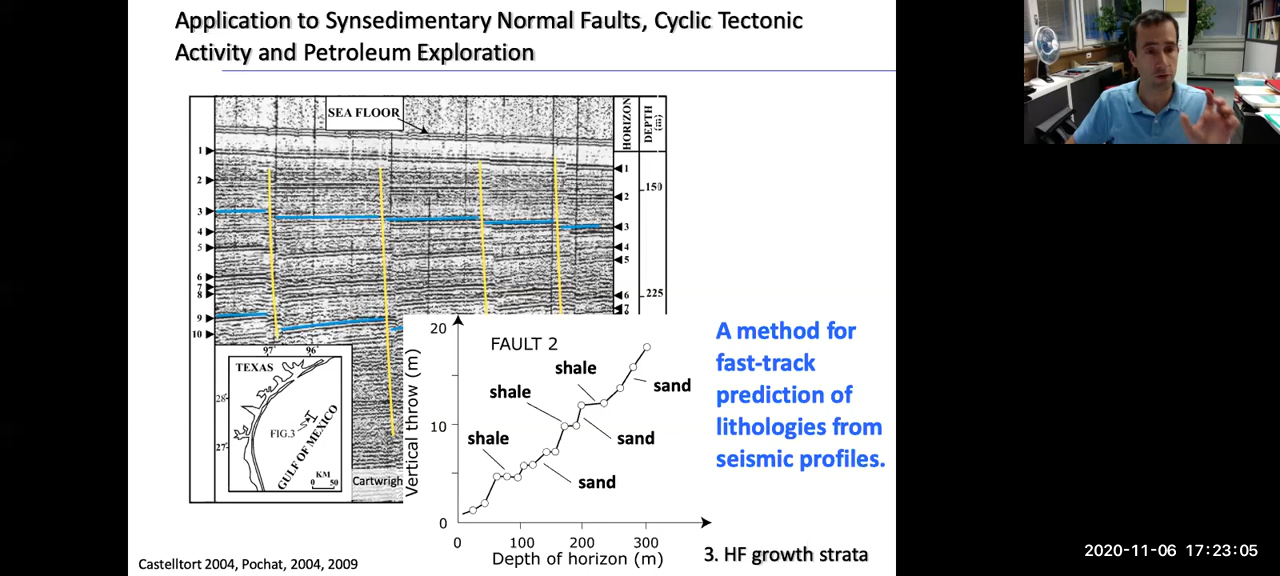 Application to Synsedimentary Normal Faults, Cyclic Tectonic
Activity and Petroleum Exploration
SEA FLOOR
HORIZON
DEPTH
(m)
1
2
3
4
5
6
7
8
9
10
1
2
3
4
5
6
7
150
225
97°
96°
TEXAS
28
27
FIG.3
GULF OF MEXICO
KM
0 50
Cartwrigh
Vertical throw (m)
20
10
0
FAULT 2
shale
shale
shale
sand
sand
sand
0 100 200 300
Depth of horizon (m)
A method for
fast-track
prediction of
lithologies from
seismic profiles.
Castelltort 2004, Pochat, 2004, 2009
3. HF growth strata
2020-11-06 17:23:05